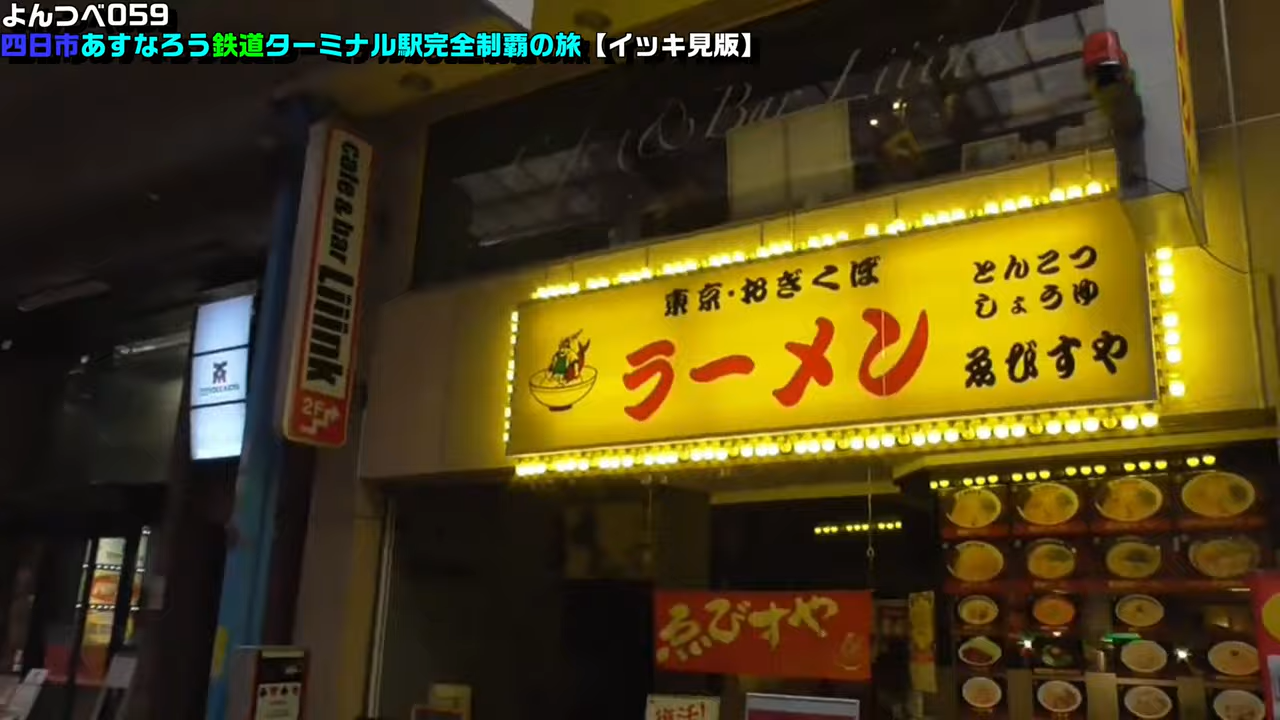 よんつべ059
四日市あすなろう鉄道ターミナル駅完全制覇の旅【イッキ見版】
cafe&bar Liiink
2F
東京・おぎくぼ
ラーメン
とんこつ
しょうゆ
ゑびすや
ゑびすや